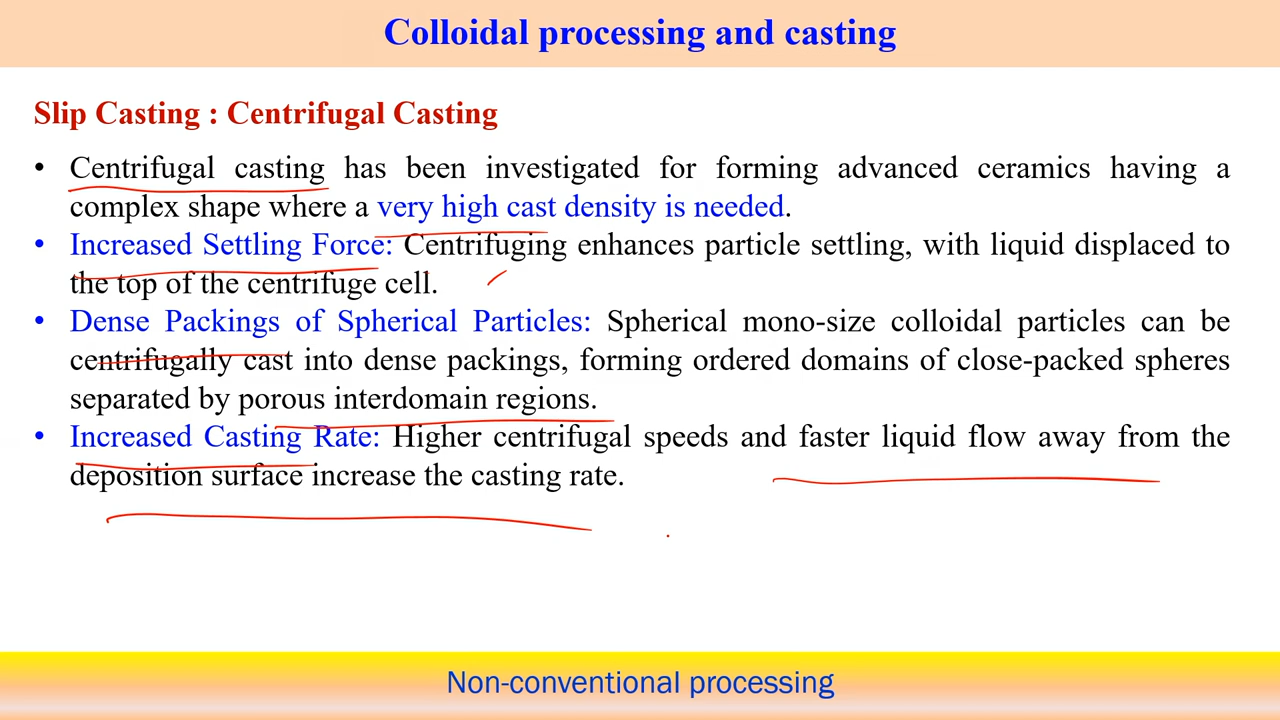 Colloidal processing and casting
Slip Casting : Centrifugal Casting
• Centrifugal casting has been investigated for forming advanced ceramics having a
complex shape where a very high cast density is needed.
• Increased Settling Force: Centrifuging enhances particle settling, with liquid displaced to
the top of the centrifuge cell.
• Dense Packings of Spherical Particles: Spherical mono-size colloidal particles can be
centrifugally cast into dense packings, forming ordered domains of close-packed spheres
separated by porous interdomain regions.
• Increased Casting Rate: Higher centrifugal speeds and faster liquid flow away from the
deposition surface increase the casting rate.
Non-conventional processing